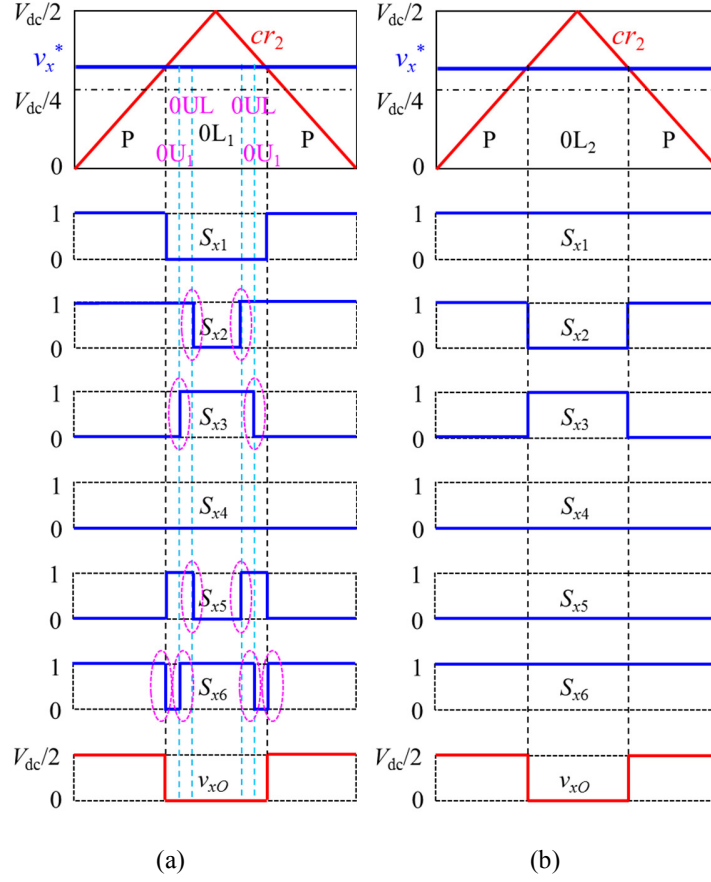 V_dc/2
cr_2
v_x^*
V_dc/4
0UL 0UL
P 0L_1 P
0U_1 0U_1
0
1
S_x1
0
1
S_x2
0
1
S_x3
0
1
S_x4
0
1
S_x5
0
1
S_x6
0
V_dc/2
v_xO
0
(a)
V_dc/2
cr_2
v_x^*
V_dc/4
P 0L_2 P
0
1
S_x1
0
1
S_x2
0
1
S_x3
0
1
S_x4
0
1
S_x5
0
1
S_x6
0
V_dc/2
v_xO
0
(b)